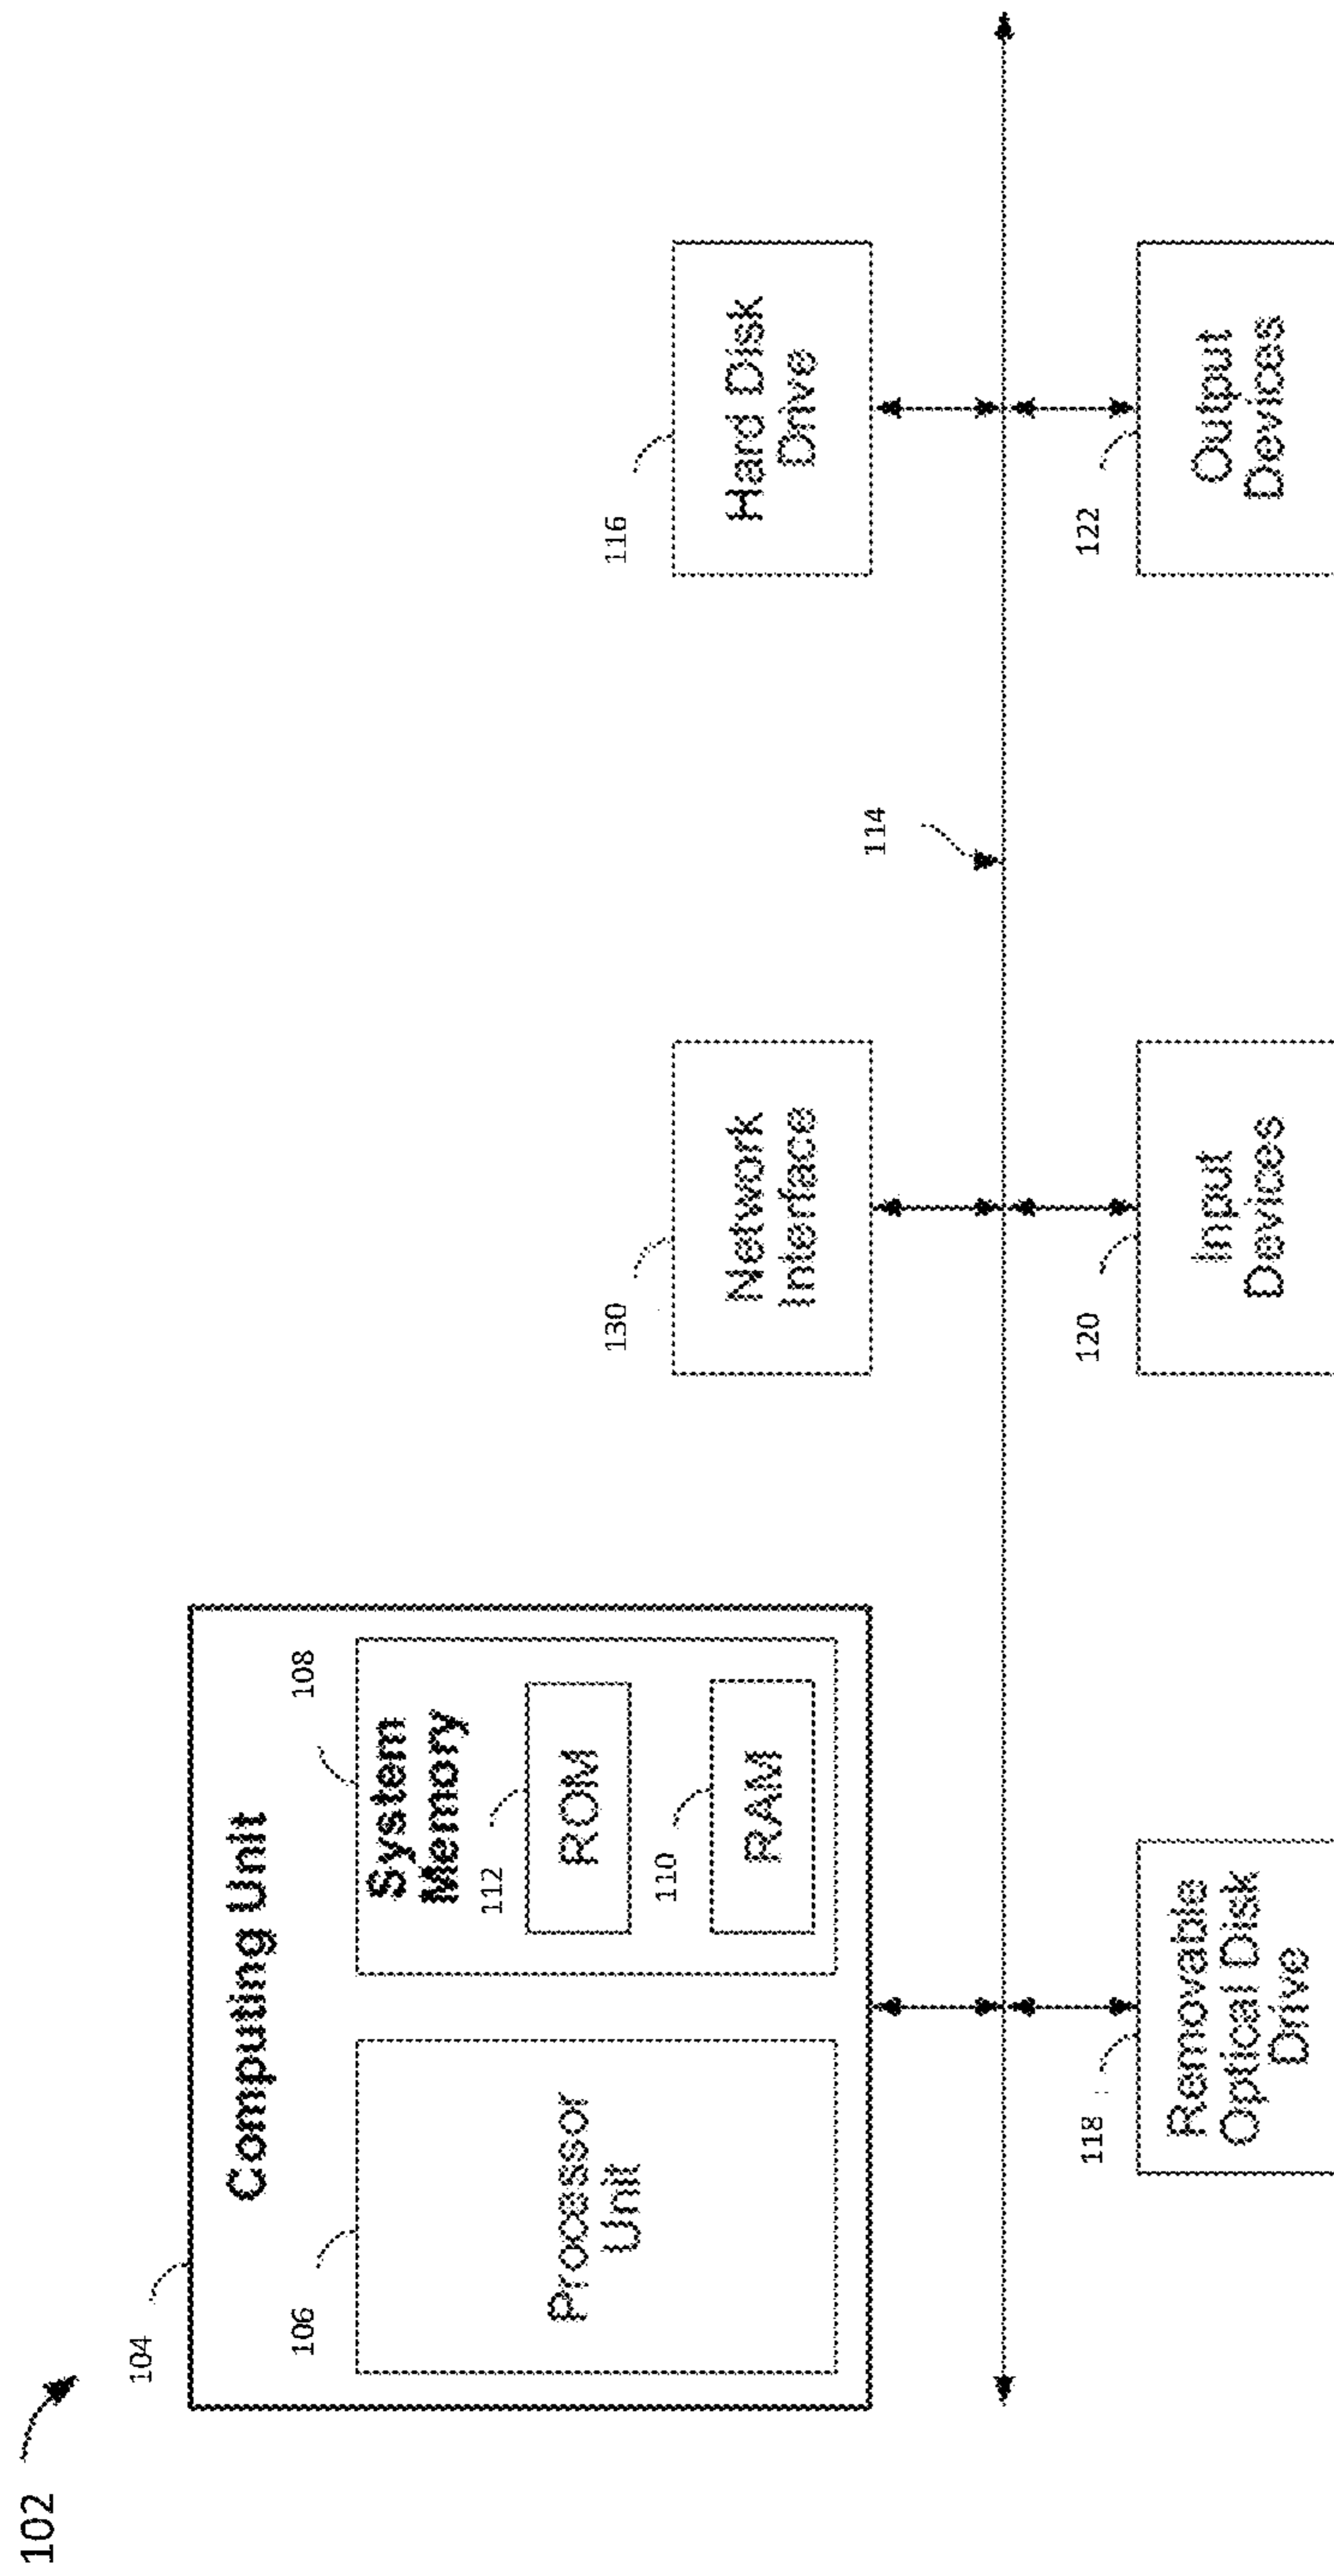 102
104
Computing Unit
106
Processor
Unit
108
System
Memory
112
ROM
110
RAM
130
Network
Interface
116
Hard Disk
Drive
114
118
Removable
Optical Disk
Drive
120
Input
Devices
122
Output
Devices